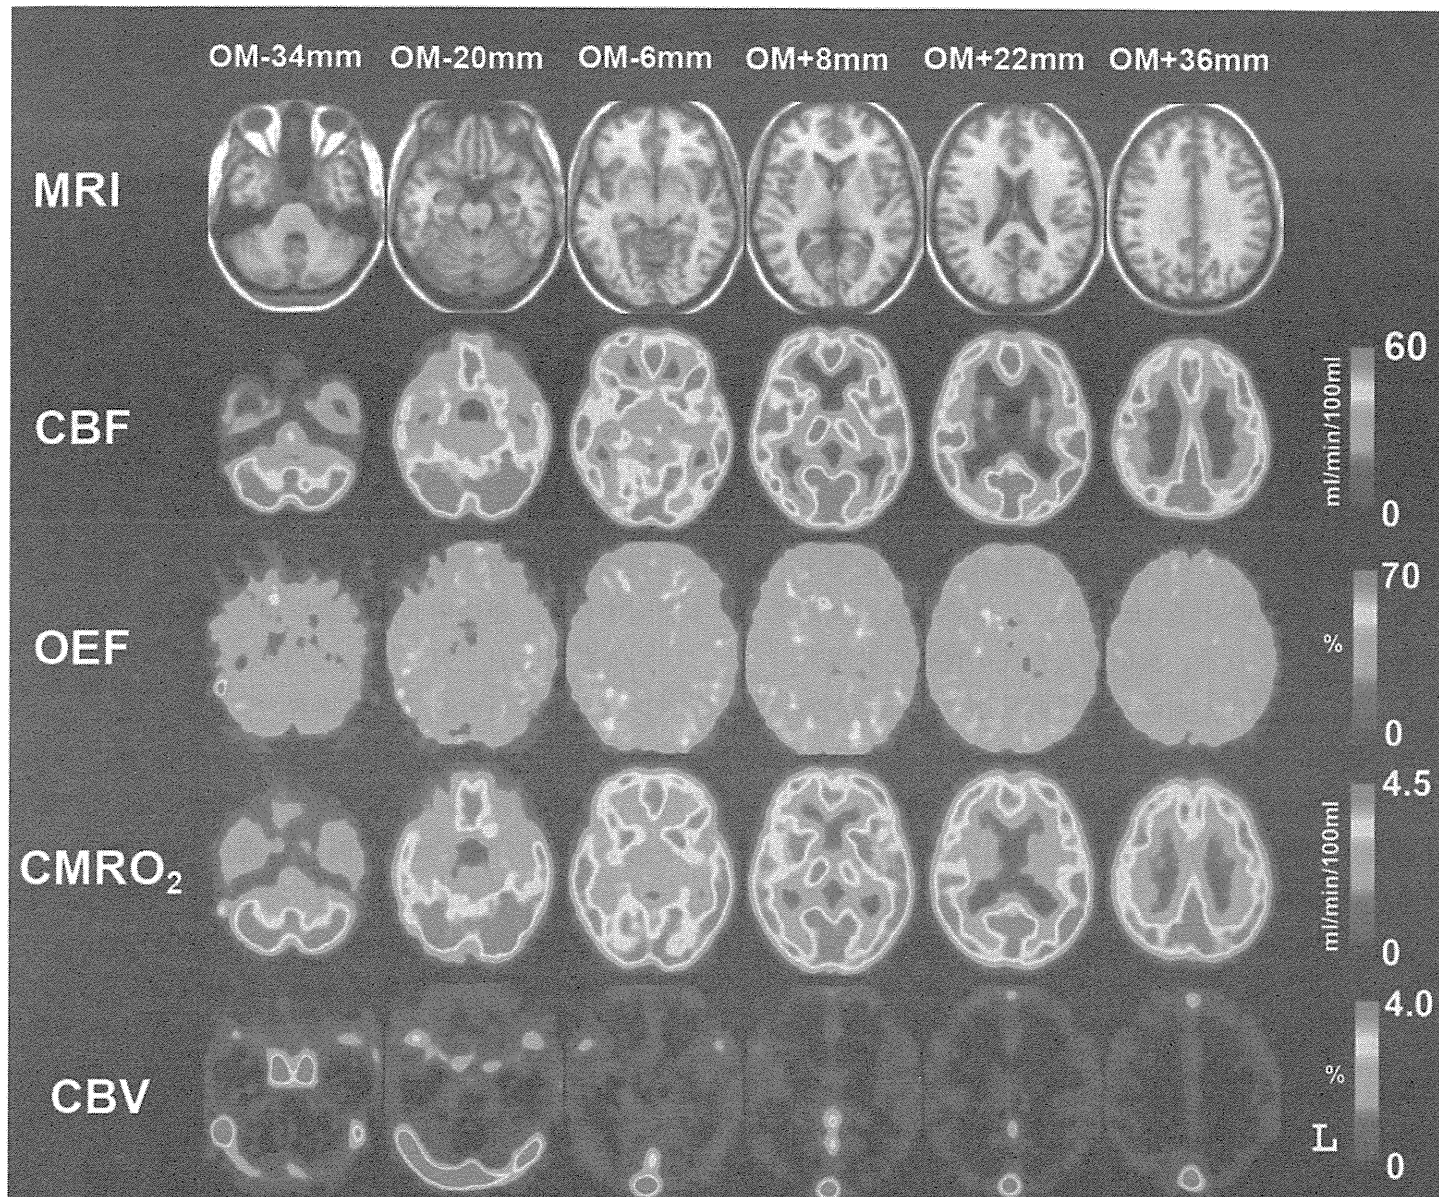 OM-34mm OM-20mm OM-6mm OM+8mm OM+22mm OM+36mm
MRI
CBF
60
ml/min/100ml
0
OEF
70
%
0
CMRO₂
4.5
ml/min/100ml
0
CBV
4.0
%
L
0